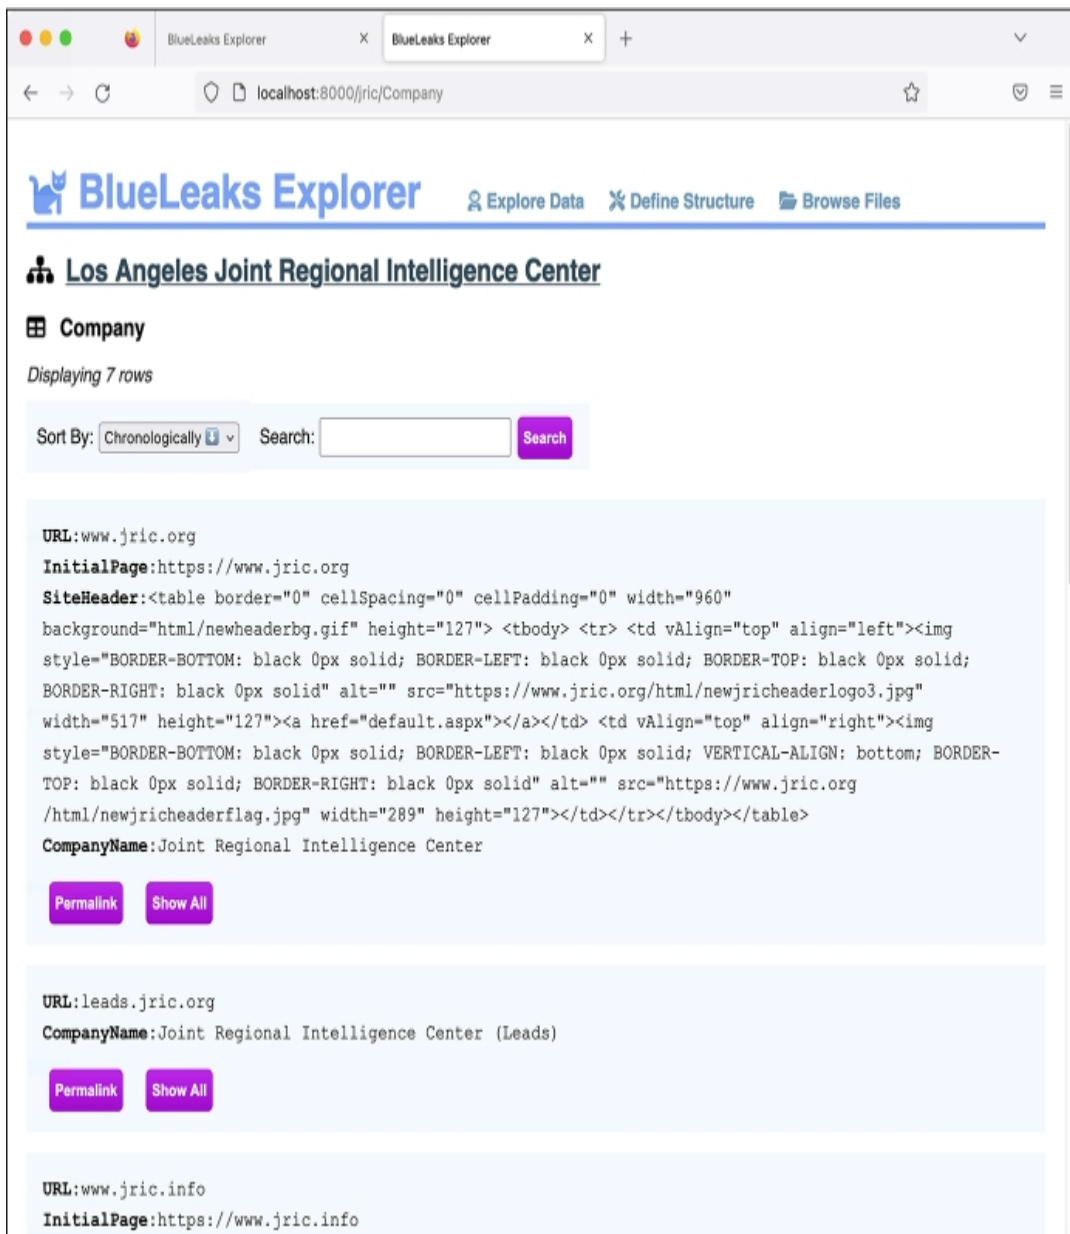 BlueLeaks Explorer
BlueLeaks Explorer
localhost:8000/jric/Company
BlueLeaks Explorer
Explore Data
Define Structure
Browse Files
Los Angeles Joint Regional Intelligence Center
Company
Displaying 7 rows
Sort By: Chronologically Search: Search
URL:www.jric.org
InitialPage:https://www.jric.org
SiteHeader:<table border="0" cellSpacing="0" cellPadding="0" width="960"
background="html/newheaderbg.gif" height="127"> <tbody> <tr> <td vAlign="top" align="left"><img
style="BORDER-BOTTOM: black 0px solid; BORDER-LEFT: black 0px solid; BORDER-TOP: black 0px solid;
BORDER-RIGHT: black 0px solid" alt="" src="https://www.jric.org/html/newjricheaderlogo3.jpg"
width="517" height="127"><a href="default.aspx"></a></td> <td vAlign="top" align="right"><img
style="BORDER-BOTTOM: black 0px solid; BORDER-LEFT: black 0px solid; VERTICAL-ALIGN: bottom; BORDER-
TOP: black 0px solid; BORDER-RIGHT: black 0px solid" alt="" src="https://www.jric.org
/html/newjricheaderflag.jpg" width="289" height="127"></td></tr></tbody></table>
CompanyName:Joint Regional Intelligence Center
Permalink Show All
URL:leads.jric.org
CompanyName:Joint Regional Intelligence Center (Leads)
Permalink Show All
URL:www.jric.info
InitialPage:https://www.jric.info